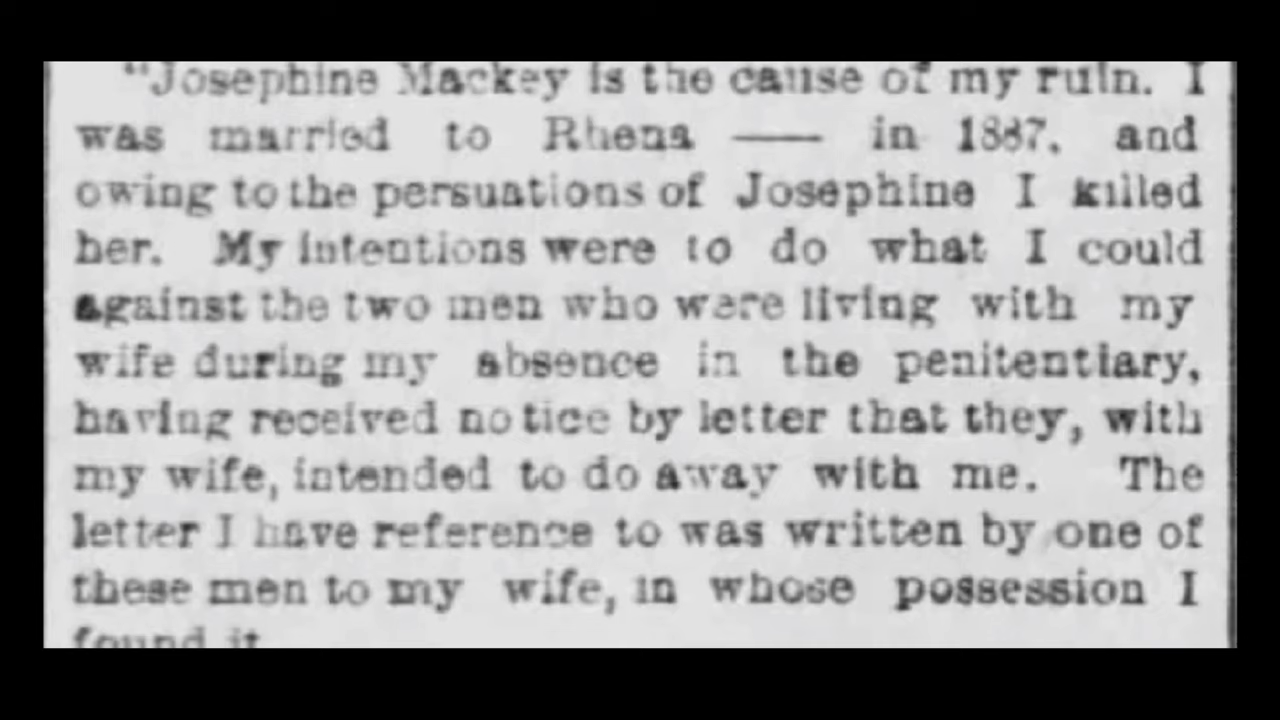 "Josephine Mackey is the cause of my ruin. I
was married to Rhena —— in 1887, and
owing to the persuations of Josephine I killed
her. My intentions were to do what I could
against the two men who were living with my
wife during my absence in the penitentiary,
having received notice by letter that they, with
my wife, intended to do away with me. The
letter I have reference to was written by one of
these men to my wife, in whose possession I
found it